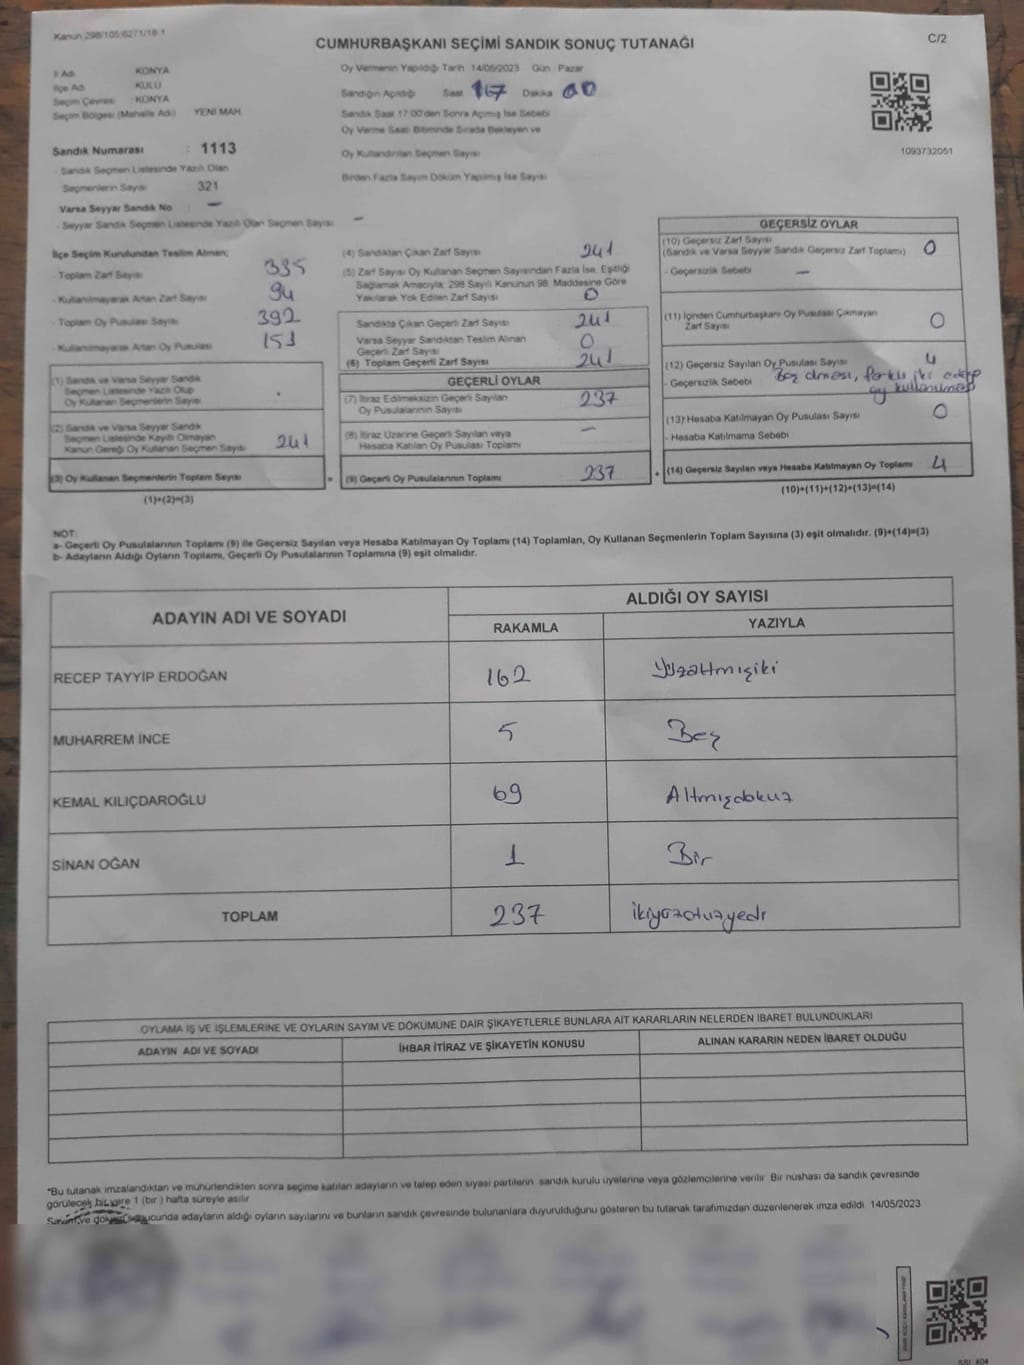 Kanun:298/105;6271/18-1
CUMHURBAŞKANI SEÇİMİ SANDIK SONUÇ TUTANAĞI
C/2
İl Adı KONYA
İlçe Adı KULU
Seçim Çevresi : KONYA
Seçim Bölgesi (Mahalle Adı) YENİ MAH
Oy Vermenin Yapıldığı Tarih 14/05/2023 Gün Pazar
Sandığın Açıldığı Saat 17 Dakika 00
Sandık Saat 17:00'den Sonra Açılmış İse Sebebi
Oy Verme Saati Bitiminde Sırada Bekleyen ve
Oy Kullandırılan Seçmen Sayısı
Birden Fazla Sayım Döküm Yapılmış İse Sayısı
1093732051
Sandık Numarası : 1113
- Sandık Seçmen Listesinde Yazılı Olan
Seçmenlerin Sayısı 321
Varsa Seyyar Sandık No : –
- Seyyar Sandık Seçmen Listesinde Yazılı Olan Seçmen Sayısı –
İlçe Seçim Kurulundan Teslim Alınan;
- Toplam Zarf Sayısı 335
- Kullanılmayarak Artan Zarf Sayısı 94
- Toplam Oy Pusulası Sayısı 392
- Kullanılmayarak Artan Oy Pusulası 151
(1) Sandık ve Varsa Seyyar Sandık
Seçmen Listesinde Yazılı Olup
Oy Kullanan Seçmenlerin Sayısı
(2) Sandık ve Varsa Seyyar Sandık
Seçmen Listesinde Kayıtlı Olmayan
Kanun Gereği Oy Kullanan Seçmen Sayısı 241
(3) Oy Kullanan Seçmenlerin Toplam Sayısı =
(1)+(2)=(3)
(4) Sandıktan Çıkan Zarf Sayısı 241
(5) Zarf Sayısı Oy Kullanan Seçmen Sayısından Fazla İse, Eşitliği
Sağlamak Amacıyla, 298 Sayılı Kanunun 98. Maddesine Göre
Yakılarak Yok Edilen Zarf Sayısı 0
Sandıkta Çıkan Geçerli Zarf Sayısı 241
Varsa Seyyar Sandıktan Teslim Alınan
Geçerli Zarf Sayısı 0
(6) Toplam Geçerli Zarf Sayısı 241
GEÇERLİ OYLAR
(7) İtiraz Edilmeksizin Geçerli Sayılan
Oy Pusulalarının Sayısı 237
(8) İtiraz Üzerine Geçerli Sayılan veya
Hesaba Katılan Oy Pusulası Toplamı –
(9) Geçerli Oy Pusulalarının Toplamı 237 +
GEÇERSİZ OYLAR
(10) Geçersiz Zarf Sayısı
(Sandık ve Varsa Seyyar Sandık Geçersiz Zarf Toplamı) 0
- Geçersizlik Sebebi –
(11) İçinden Cumhurbaşkanı Oy Pusulası Çıkmayan
Zarf Sayısı 0
(12) Geçersiz Sayılan Oy Pusulası Sayısı 4
- Geçersizlik Sebebi Boş olması, farklı iki
oy kullanılması
(13) Hesaba Katılmayan Oy Pusulası Sayısı 0
- Hesaba Katılmama Sebebi
(14) Geçersiz Sayılan veya Hesaba Katılmayan Oy Toplamı 4
(10)+(11)+(12)+(13)=(14)
NOT:
a- Geçerli Oy Pusulalarının Toplamı (9) ile Geçersiz Sayılan veya Hesaba Katılmayan Oy Toplamı (14) Toplamları, Oy Kullanan Seçmenlerin Toplam Sayısına (3) eşit olmalıdır. (9)+(14)=(3)
b- Adayların Aldığı Oyların Toplamı, Geçerli Oy Pusulalarının Toplamına (9) eşit olmalıdır.
ADAYIN ADI VE SOYADI
ALDIĞI OY SAYISI
RAKAMLA YAZIYLA
RECEP TAYYİP ERDOĞAN 162 Yüzaltmışiki
MUHARREM İNCE 5 Beş
KEMAL KILIÇDAROĞLU 69 Altmışdokuz
SİNAN OĞAN 1 Bir
TOPLAM 237 ikiyüzotuzyedi
OYLAMA İŞ VE İŞLEMLERİNE VE OYLARIN SAYIM VE DÖKÜMÜNE DAİR ŞİKAYETLERLE BUNLARA AİT KARARLARIN NELERDEN İBARET BULUNDUKLARI
ADAYIN ADI VE SOYADI İHBAR İTİRAZ VE ŞİKAYETİN KONUSU ALINAN KARARIN NEDEN İBARET OLDUĞU
*Bu tutanak imzalandıktan ve mühürlendikten sonra seçime katılan adayların ve talep eden siyasi partilerin sandık kurulu üyelerine veya gözlemcilerine verilir. Bir nüshası da sandık çevresinde
görülecek bir yere 1 (bir) hafta süreyle asılır
Sayım ve döküm sonucunda adayların aldığı oyların sayılarını ve bunların sandık çevresinde bulunanlara duyurulduğunu gösteren bu tutanak tarafımızdan düzenlenerek imza edildi. 14/05/2023